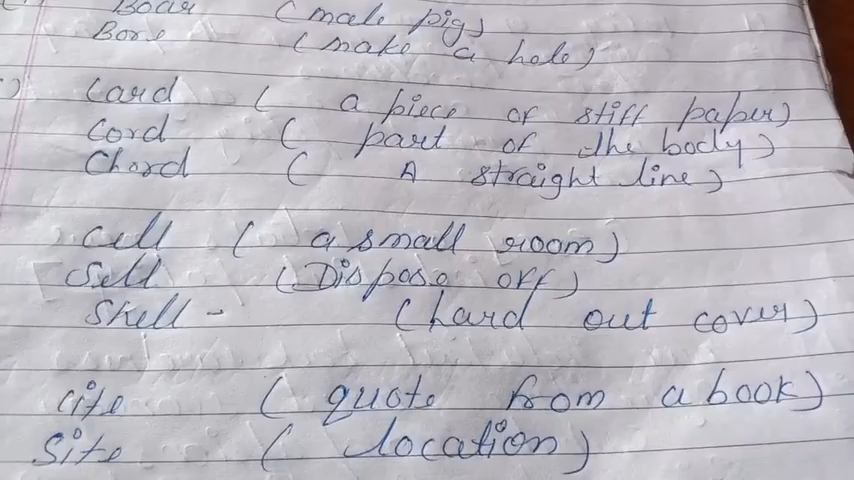 Boar ( male pig)
Bore ( make a hole)
Card ( a piece of stiff paper)
Cord ( part of the body)
Chord ( A straight line)
Cell ( a small room)
Sell (Dispose off)
Shell - (hard out cover)
Cite ( quote from a book)
Site ( location)